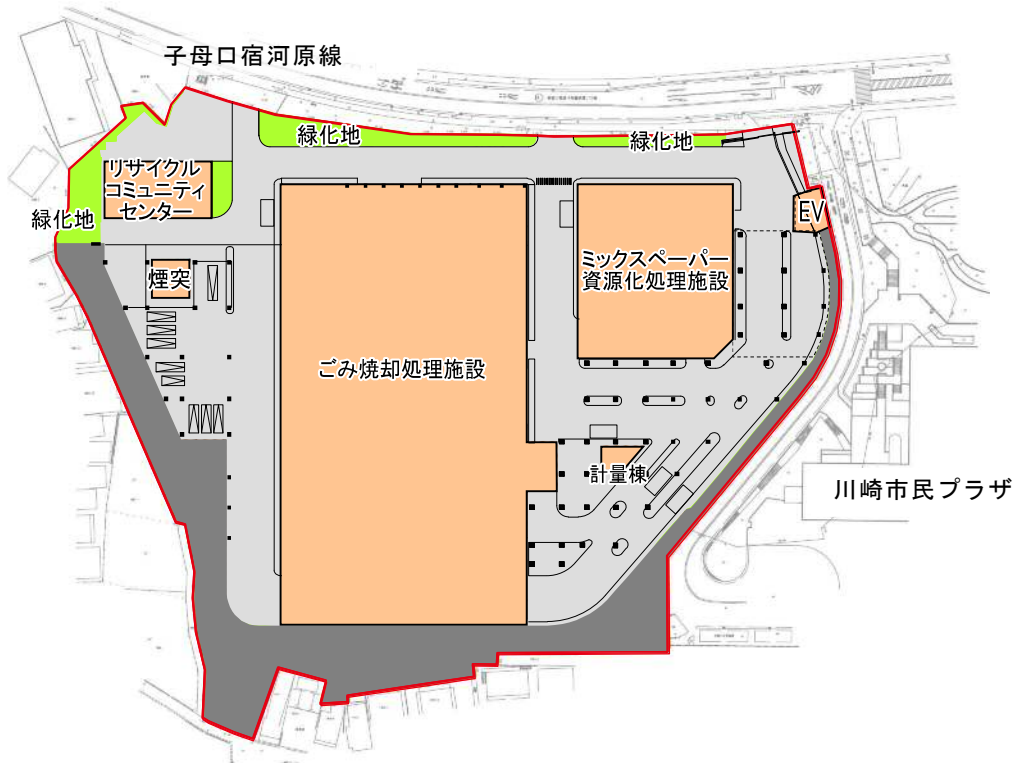 子母口宿河原線
緑化地
緑化地
リサイクル
コミュニティ
センター
緑化地
EV
煙突
ミックスペーパー
資源化処理施設
ごみ焼却処理施設
計量棟
川崎市民プラザ